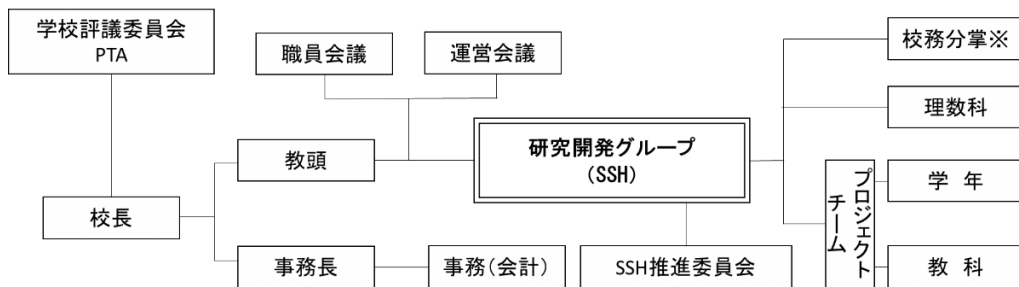 学校評議委員会
PTA
職員会議
運営会議
校務分掌※
理数科
教頭
研究開発グループ
(SSH)
プロジェクト
チーム
学 年
校長
事務長
事務(会計)
SSH推進委員会
教 科